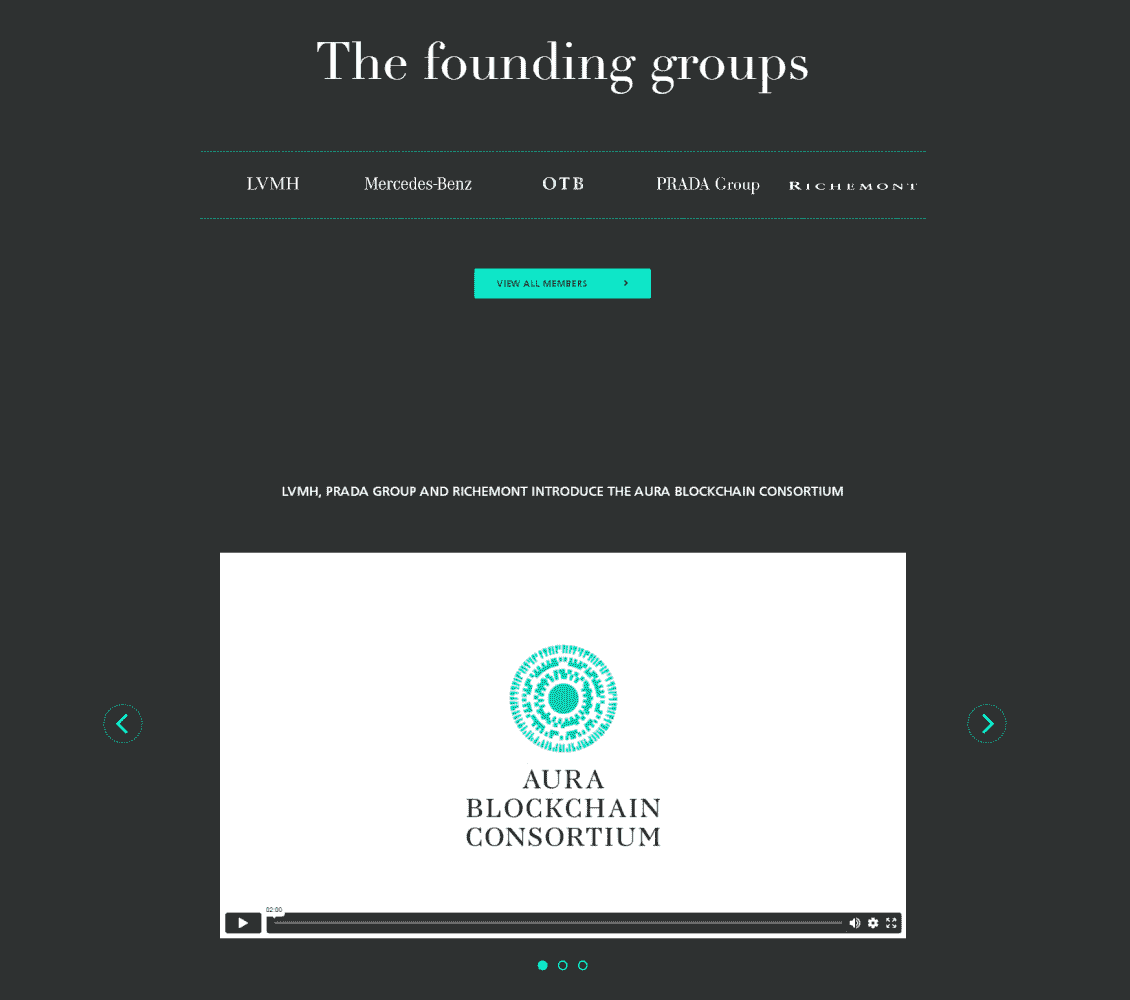 The founding groups
LVMH Mercedes-Benz OTB PRADA Group RICHEMONT
VIEW ALL MEMBERS
LVMH, PRADA GROUP AND RICHEMONT INTRODUCE THE AURA BLOCKCHAIN CONSORTIUM
AURA
BLOCKCHAIN
CONSORTIUM
02:00